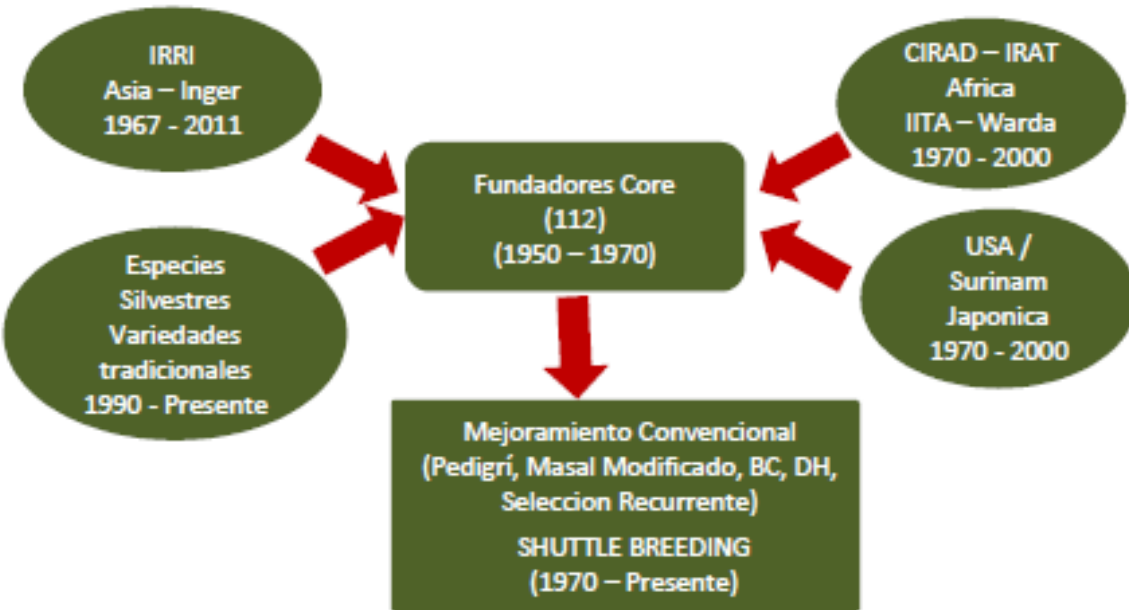 IRRI
Asia – Inger
1967 - 2011
CIRAD – IRAT
Africa
IITA – Warda
1970 - 2000
Fundadores Core
(112)
(1950 – 1970)
Especies
Silvestres
Variedades
tradicionales
1990 - Presente
USA /
Surinam
Japonica
1970 - 2000
Mejoramiento Convencional
(Pedigrí, Masal Modificado, BC, DH,
Seleccion Recurrente)
SHUTTLE BREEDING
(1970 – Presente)